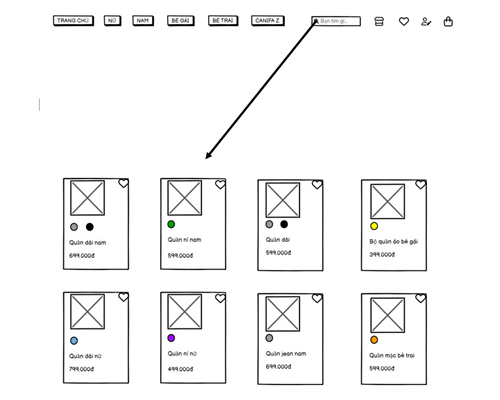 TRANG CHỦ
NỮ
NAM
BÉ GÁI
BÉ TRAI
CANIFA Z
Bạn tìm gì...
Quần dài nam
699.000đ
Quần nỉ nam
599.000đ
Quần dài
599.000đ
Bộ quần áo bé gái
399.000đ
Quần dài nữ
799.000đ
Quần nỉ nữ
499.000đ
Quần jean nam
699.000đ
Quần mặc bé trai
599.000đ